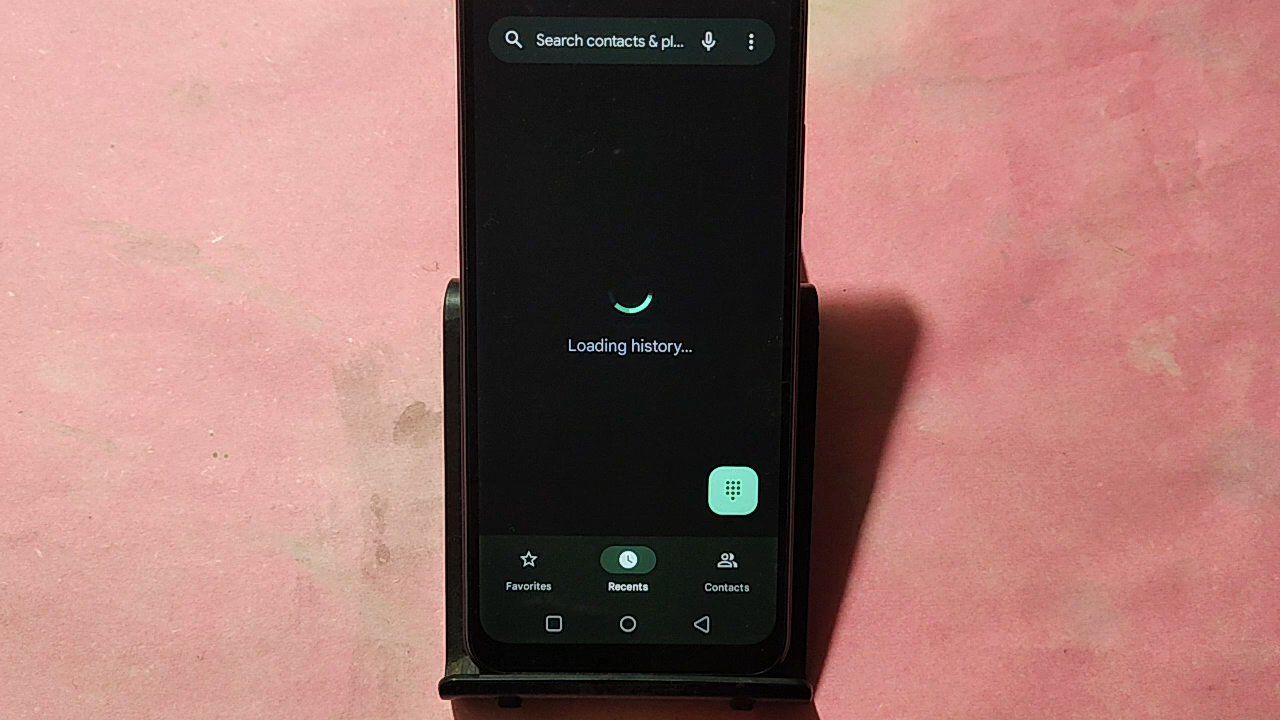 Search contacts & pl...
Loading history...
Favorites
Recents
Contacts